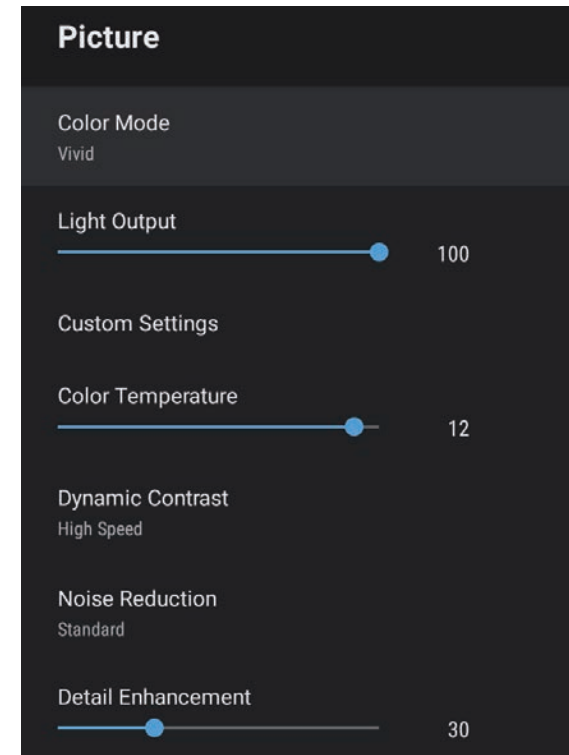 Picture
Color Mode
Vivid
Light Output
100
Custom Settings
Color Temperature
12
Dynamic Contrast
High Speed
Noise Reduction
Standard
Detail Enhancement
30